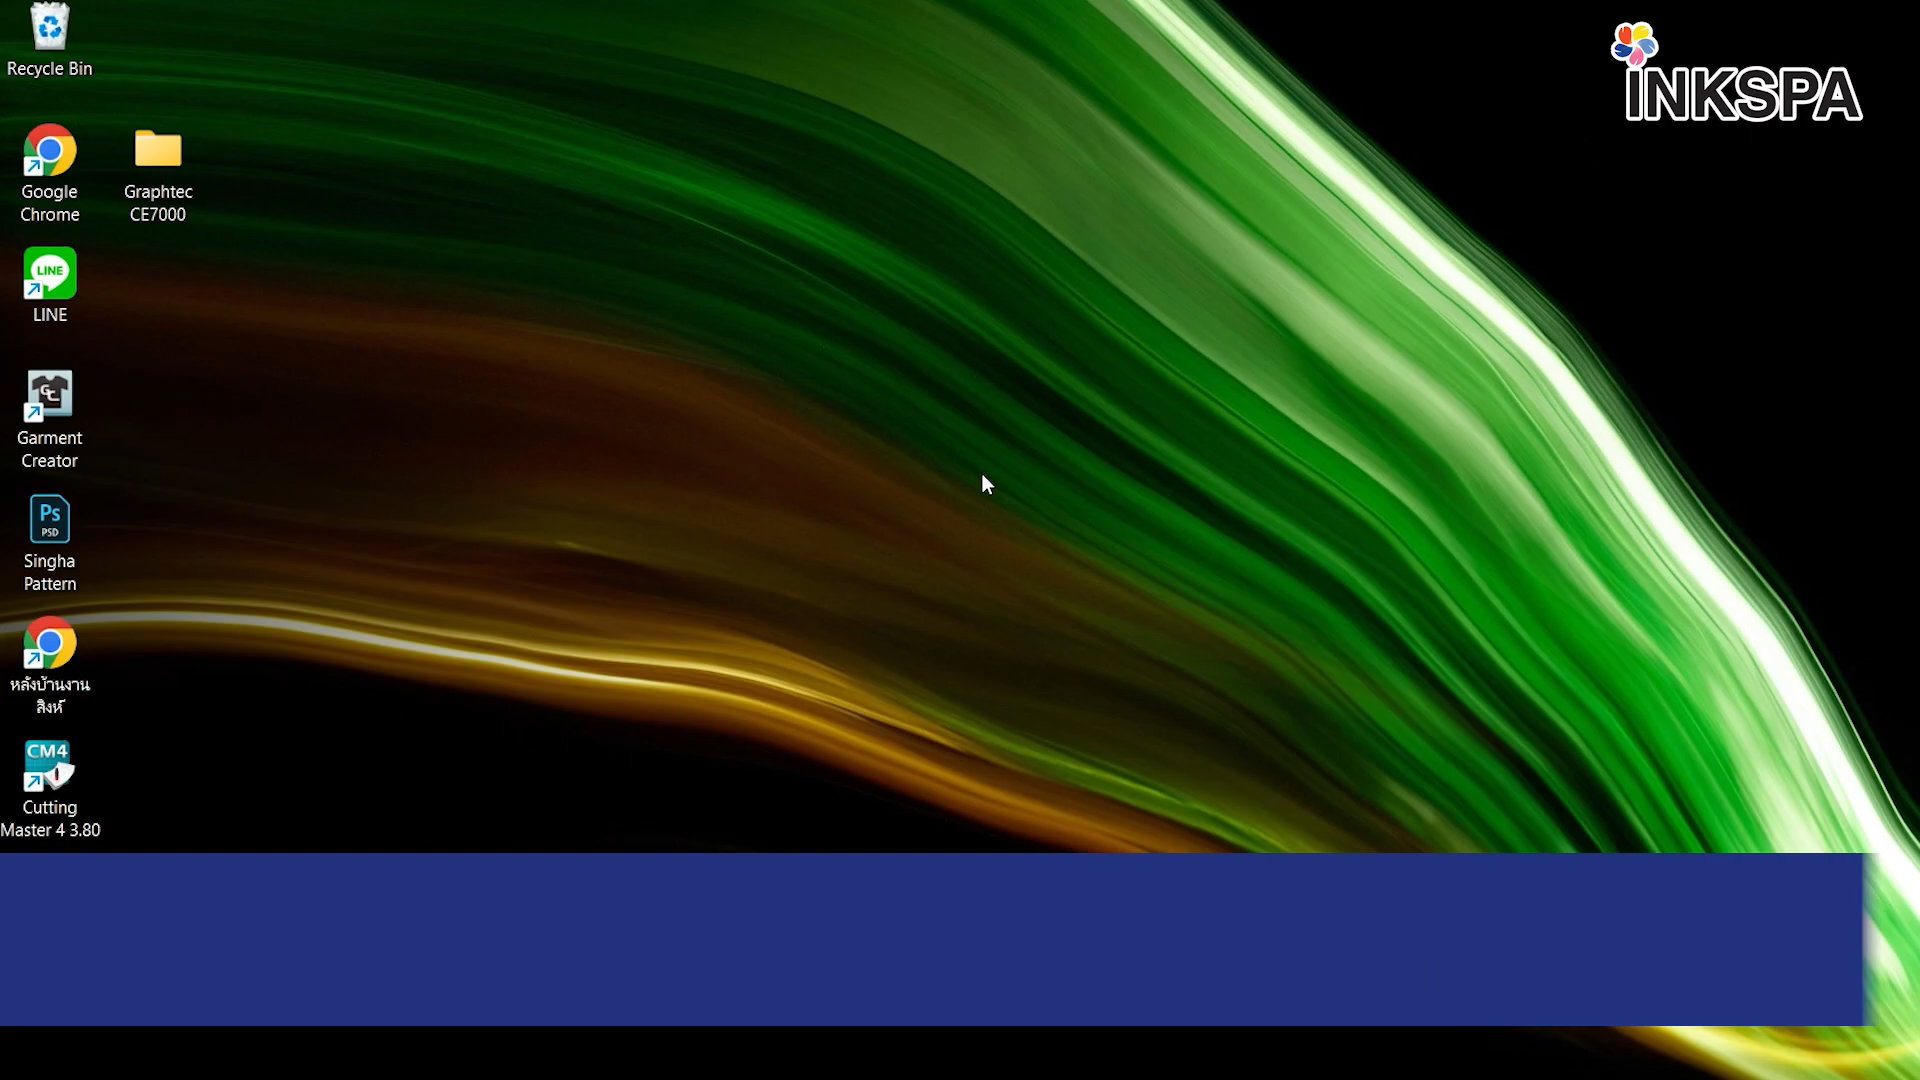 Recycle Bin
INKSPA
Google
Chrome
Graphtec
CE7000
LINE
LINE
GC
Garment
Creator
Ps
PSD
Singha
Pattern
หลังบ้านงาน
สิงห์
CM4
Cutting
Master 4 3.80